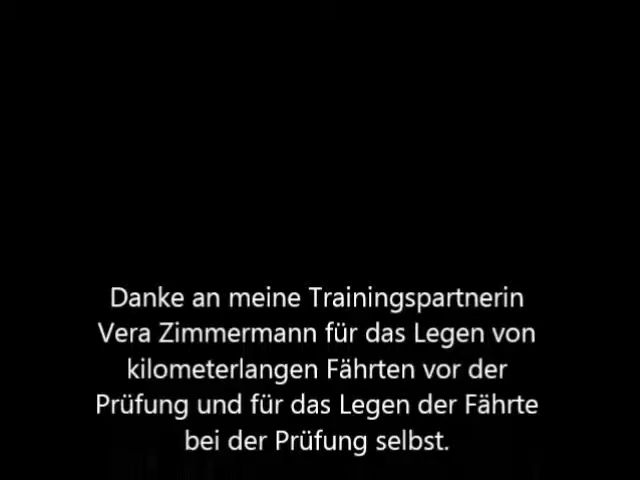 Danke an meine Trainingspartnerin
Vera Zimmermann für das Legen von
kilometerlangen Fährten vor der
Prüfung und für das Legen der Fährte
bei der Prüfung selbst.